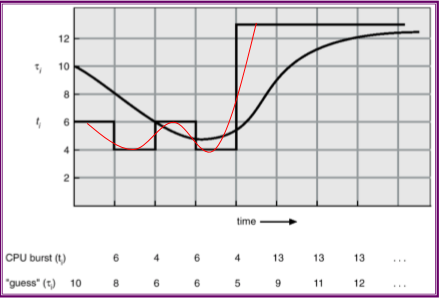 12
τi 10
8
ti 6
4
2
time
CPU burst (ti) 6 4 6 4 13 13 13 ...
"guess" (τi) 10 8 6 6 5 9 11 12 ...